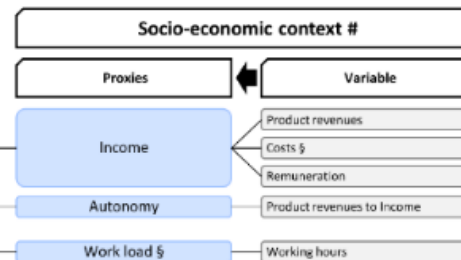 Socio-economic context #
Proxies
Variable
Income
Product revenues
Costs §
Remuneration
Autonomy
Product revenues to Income
Work load §
Working hours